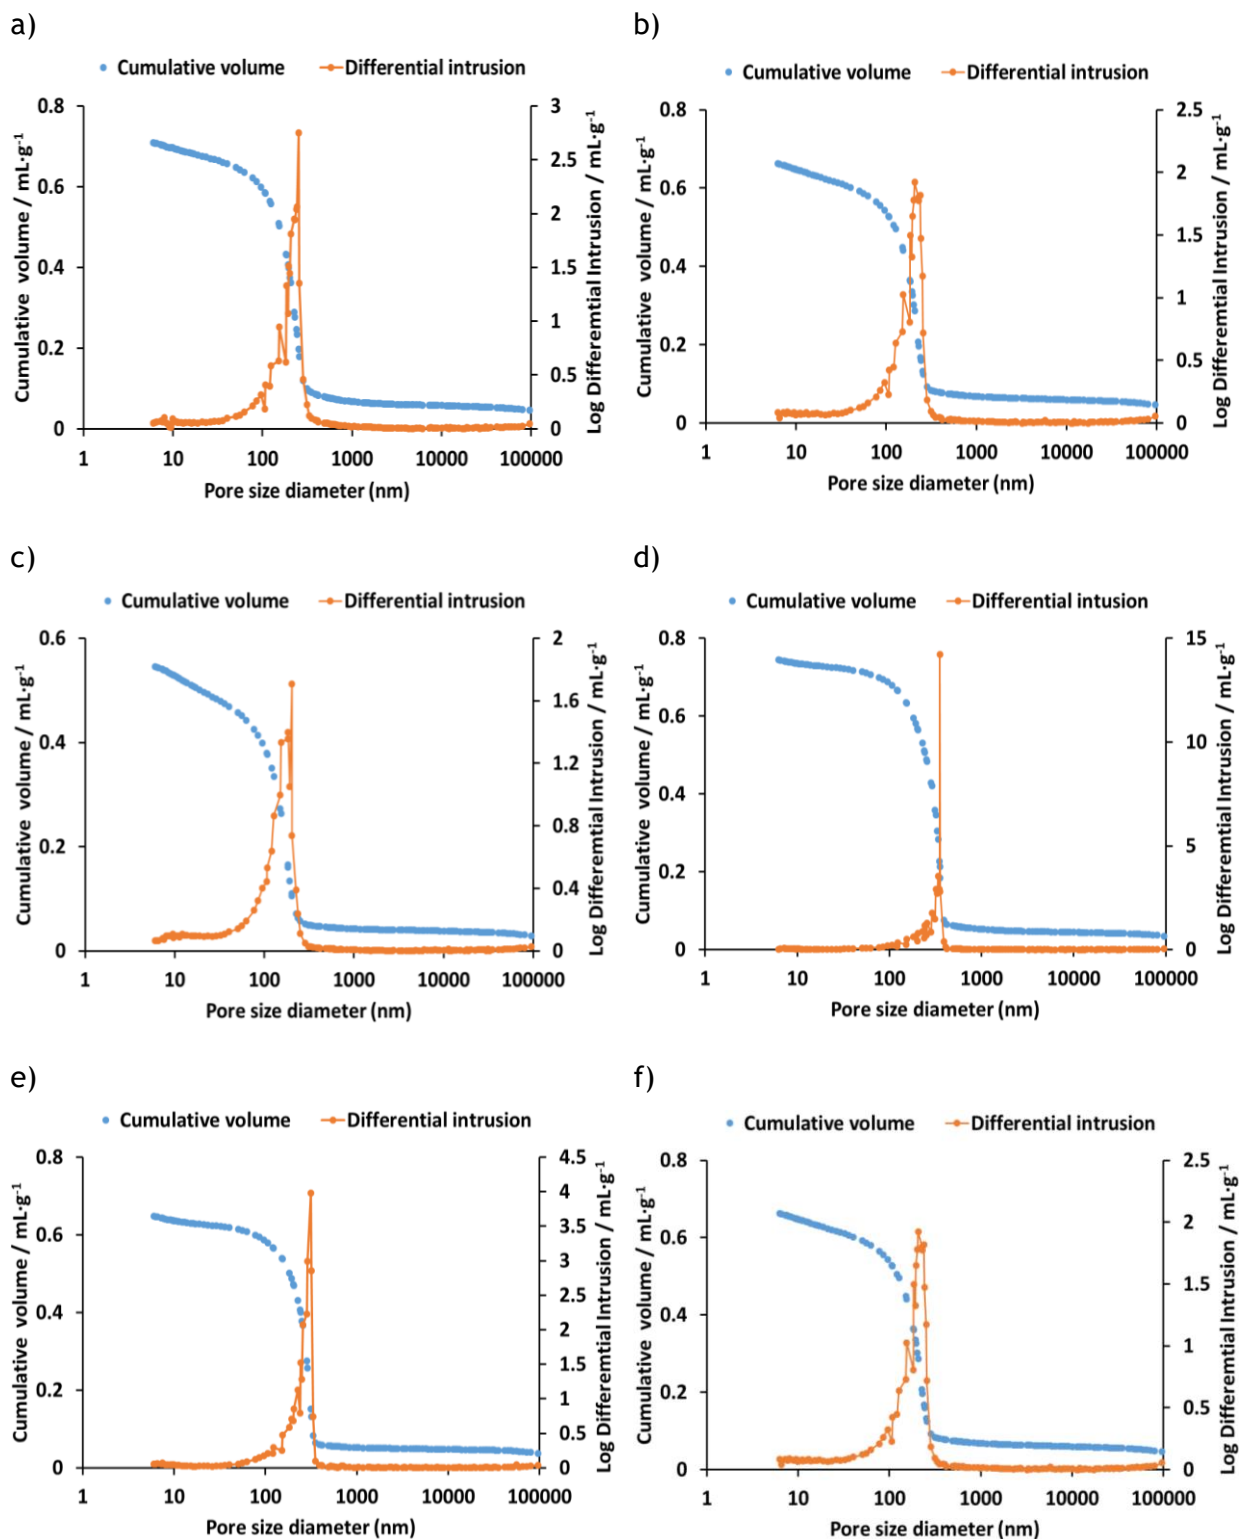 a)
Cumulative volume Differential intrusion
Cumulative volume / mL·g-1
0.8
0.6
0.4
0.2
0
3
2.5
2
1.5
1
0.5
0
Log Differemtial Intrusion / mL·g-1
1 10 100 1000 10000 100000
Pore size diameter (nm)
b)
Cumulative volume Differential intrusion
Cumulative volume / mL·g-1
0.8
0.6
0.4
0.2
0
2.5
2
1.5
1
0.5
0
Log Differemtial Intrusion / mL·g-1
1 10 100 1000 10000 100000
Pore size diameter (nm)
c)
Cumulative volume Differential intrusion
Cumulative volume / mL·g-1
0.6
0.4
0.2
0
2
1.6
1.2
0.8
0.4
0
Log Differemtial Intrusion / mL·g-1
1 10 100 1000 10000 100000
Pore size diameter (nm)
d)
Cumulative volume Differential intusion
Cumulative volume / mL·g-1
0.8
0.6
0.4
0.2
0
15
10
5
0
Log Differemtial Intrusion / mL·g-1
1 10 100 1000 10000 100000
Pore size diameter (nm)
e)
Cumulative volume Differential intrusion
Cumulative volume / mL·g-1
0.8
0.6
0.4
0.2
0
4.5
4
3.5
3
2.5
2
1.5
1
0.5
0
Log Differemtial Intrusion / mL·g-1
1 10 100 1000 10000 100000
Pore size diameter (nm)
f)
Cumulative volume Differential intrusion
Cumulative volume / mL·g-1
0.8
0.6
0.4
0.2
0
2.5
2
1.5
1
0.5
0
Log Differemtial Intrusion / mL·g-1
1 10 100 1000 10000 100000
Pore size diameter (nm)